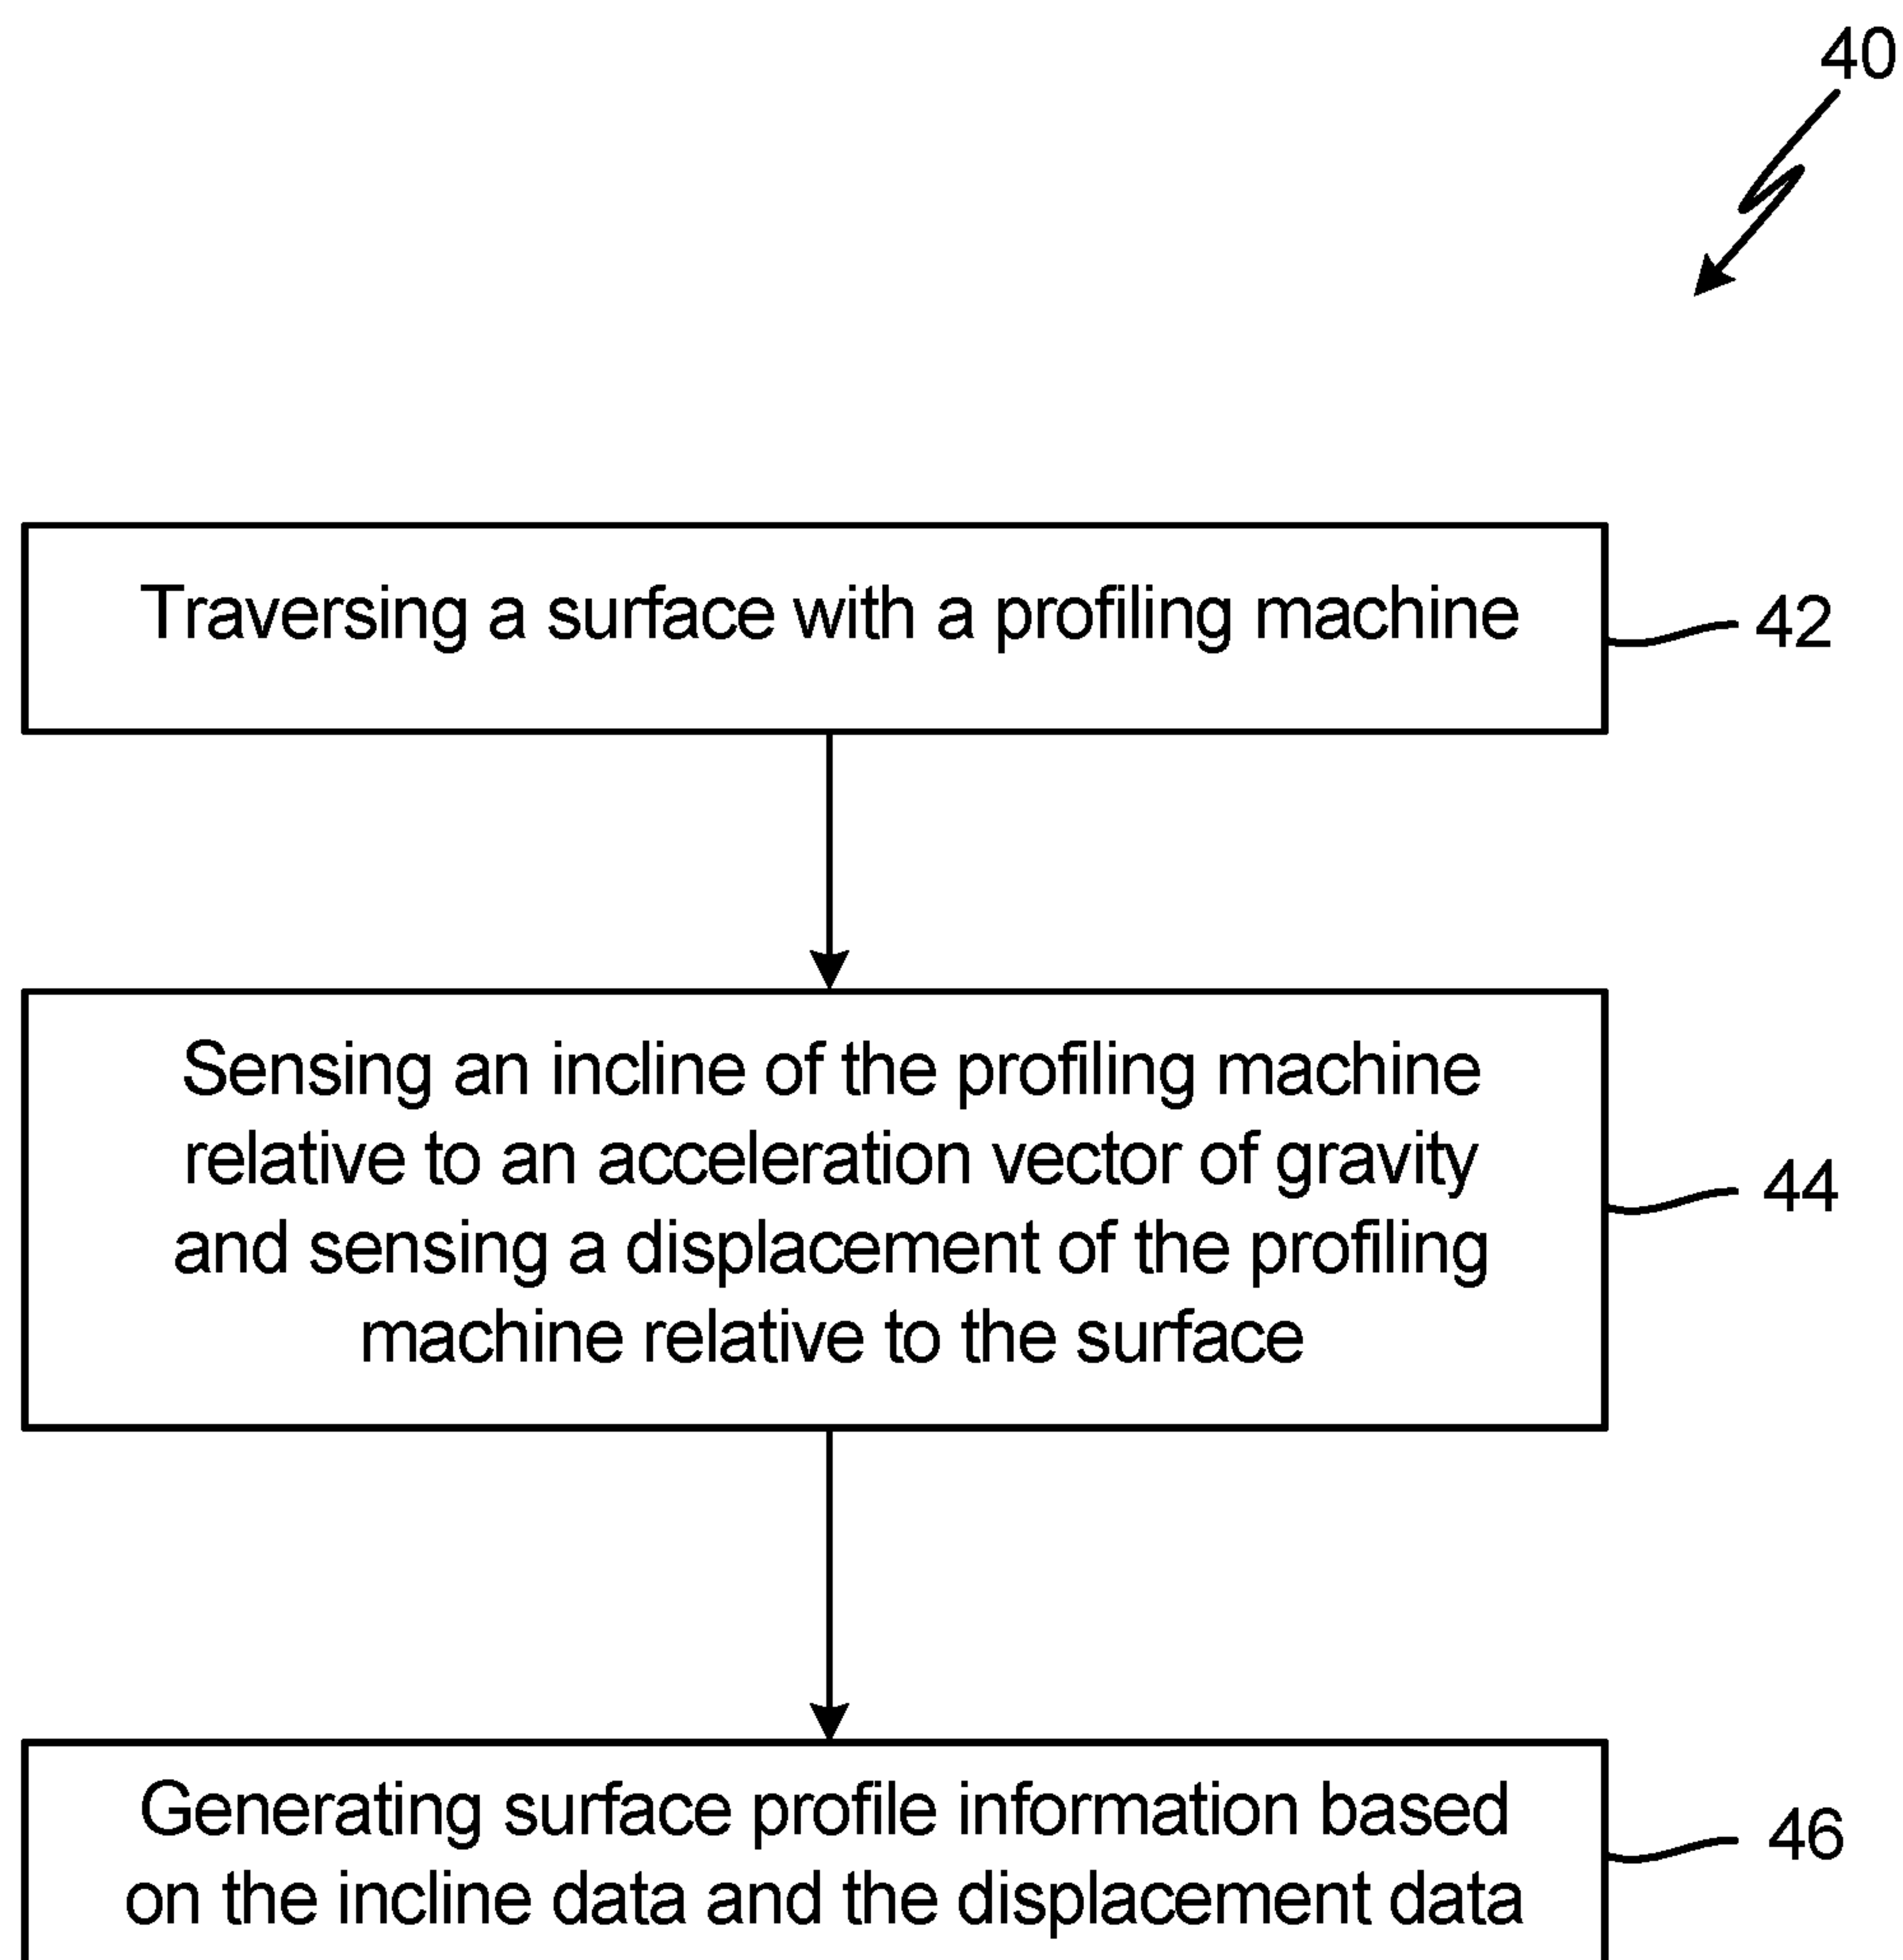 40
Traversing a surface with a profiling machine
42
Sensing an incline of the profiling machine
relative to an acceleration vector of gravity
and sensing a displacement of the profiling
machine relative to the surface
44
Generating surface profile information based
on the incline data and the displacement data
46